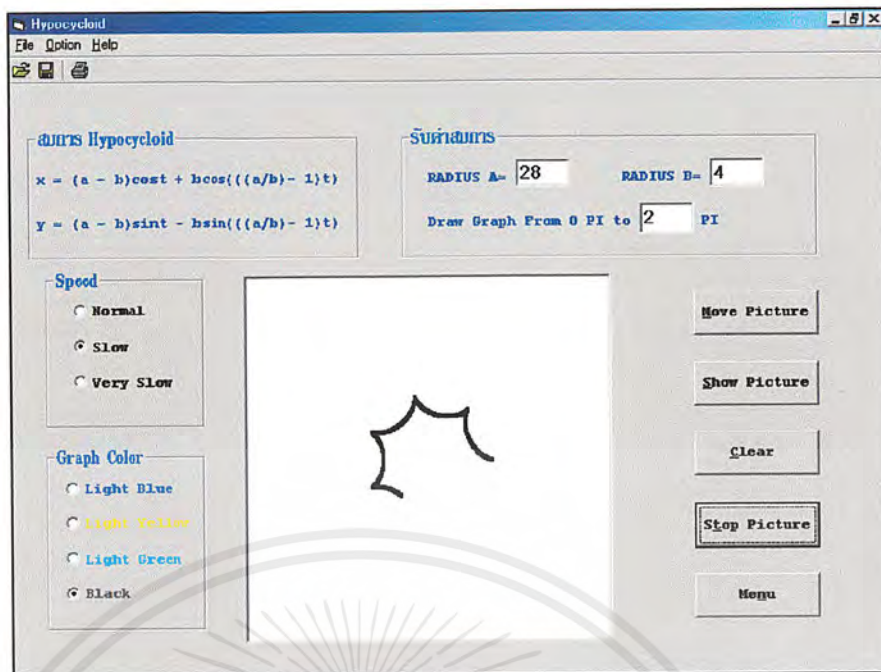 Hypocycloid
File Option Help
สมการ Hypocycloid
x = (a - b)cost + bcos(((a/b)- 1)t)
y = (a - b)sint - bsin(((a/b)- 1)t)
รับค่าสมการ
RADIUS A= 28 RADIUS B= 4
Draw Graph From 0 PI to 2 PI
Speed
Normal
Slow
Very Slow
Graph Color
Light Blue
Light Yellow
Light Green
Black
Move Picture
Show Picture
Clear
Stop Picture
Menu